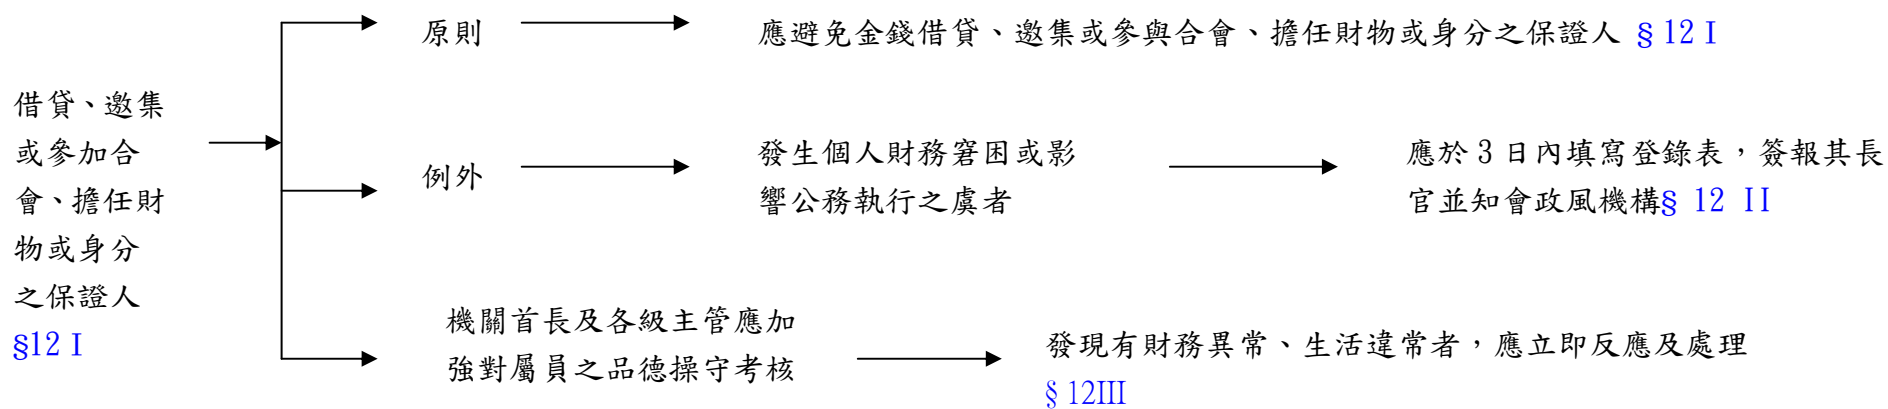 借貸、邀集
或參加合
會、擔任財
物或身分
之保證人
§12 I
原則
應避免金錢借貸、邀集或參與合會、擔任財物或身分之保證人 § 12 I
例外
發生個人財務窘困或影
響公務執行之虞者
應於 3 日內填寫登錄表，簽報其長
官並知會政風機構§ 12 II
機關首長及各級主管應加
強對屬員之品德操守考核
發現有財務異常、生活違常者，應立即反應及處理
§ 12III